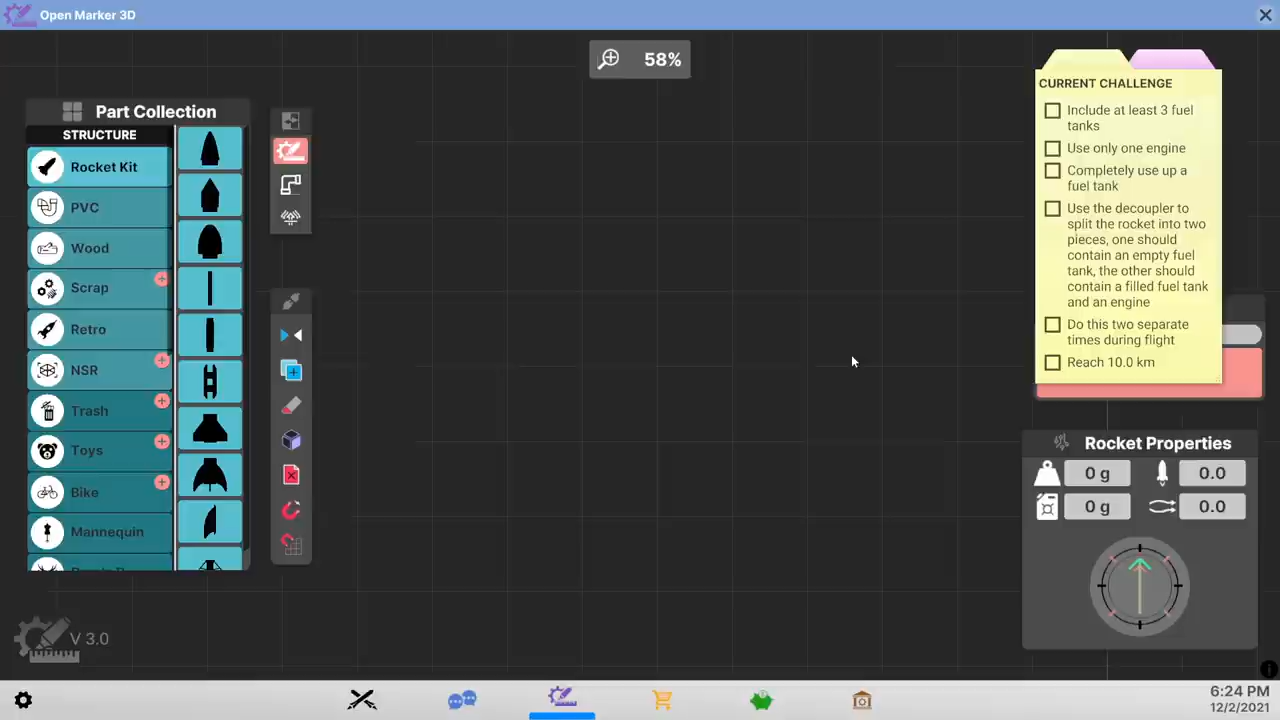 Open Marker 3D
58%
CURRENT CHALLENGE
Include at least 3 fuel
tanks
Use only one engine
Completely use up a
fuel tank
Use the decoupler to
split the rocket into two
pieces, one should
contain an empty fuel
tank, the other should
contain a filled fuel tank
and an engine
Do this two separate
times during flight
Reach 10.0 km
Part Collection
STRUCTURE
Rocket Kit
PVC
Wood
Scrap
Retro
NSR
Trash
Toys
Bike
Mannequin
Rocket Properties
0 g
0.0
0 g
0.0
V 3.0
6:24 PM
12/2/2021